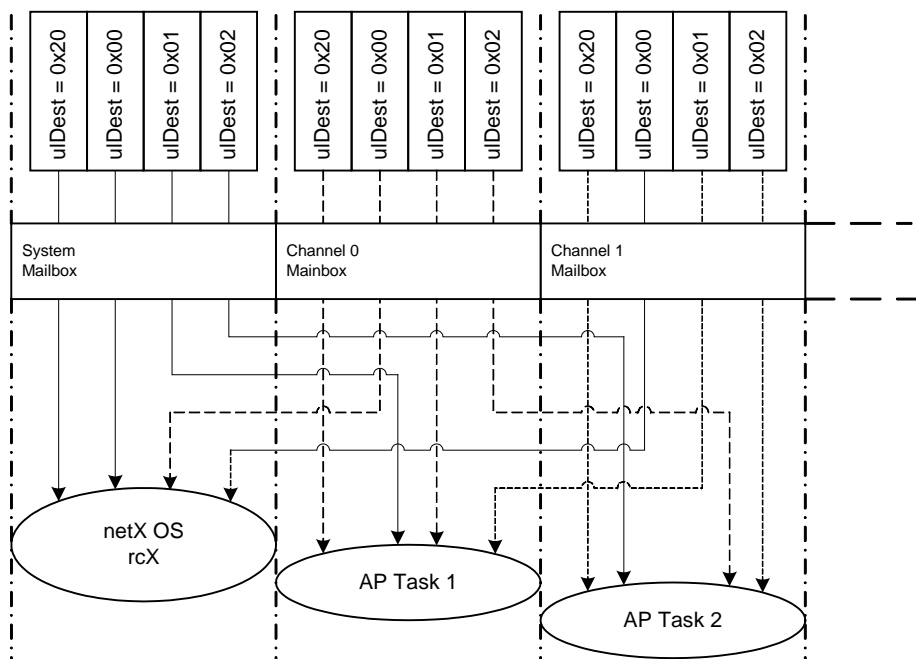 ulDest = 0x20
ulDest = 0x00
ulDest = 0x01
ulDest = 0x02
ulDest = 0x20
ulDest = 0x00
ulDest = 0x01
ulDest = 0x02
ulDest = 0x20
ulDest = 0x00
ulDest = 0x01
ulDest = 0x02
System
Mailbox
Channel 0
Mainbox
Channel 1
Mailbox
netX OS
rcX
AP Task 1
AP Task 2